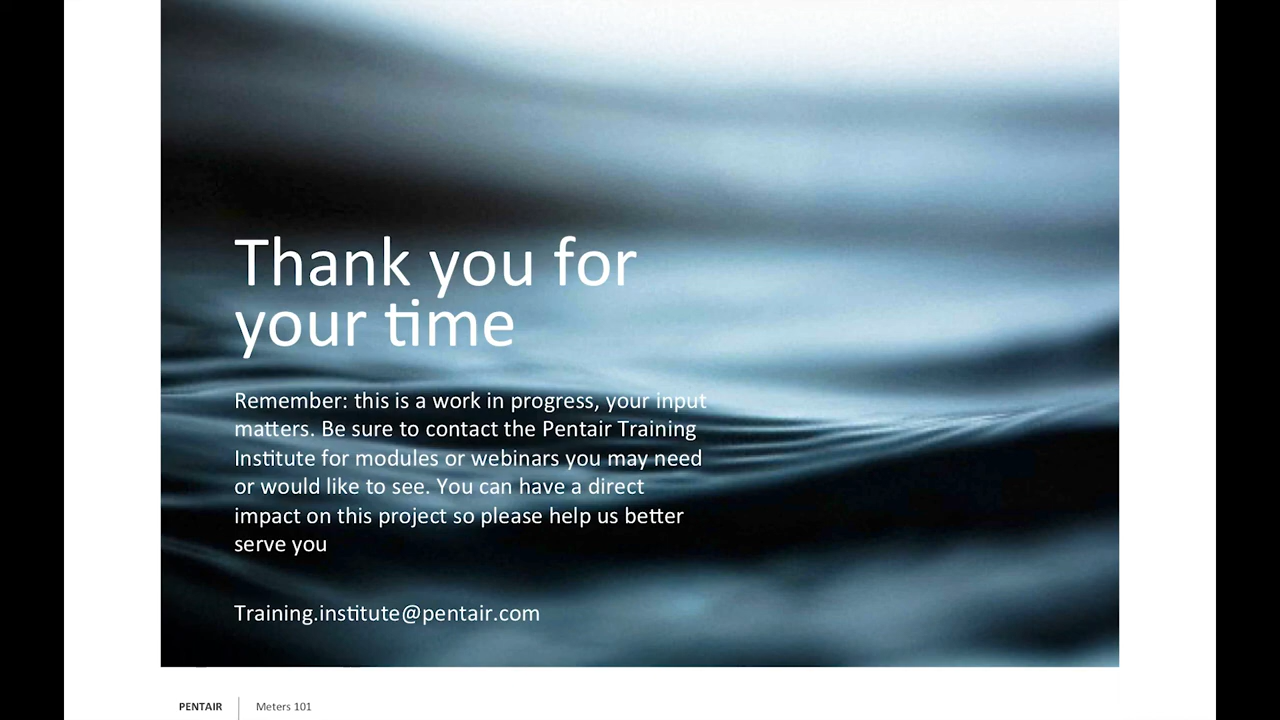 Thank you for
your time
Remember: this is a work in progress, your input
matters. Be sure to contact the Pentair Training
Institute for modules or webinars you may need
or would like to see. You can have a direct
impact on this project so please help us better
serve you
Training.institute@pentair.com
PENTAIR
Meters 101